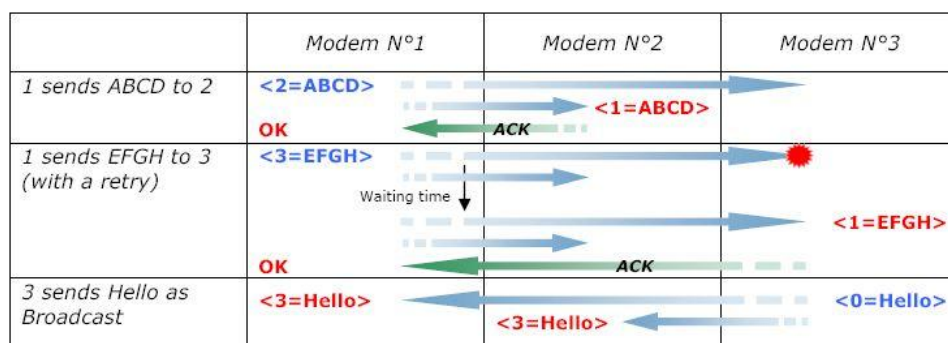 Modem N°1
Modem N°2
Modem N°3
1 sends ABCD to 2
<2=ABCD>
<1=ABCD>
OK
ACK
1 sends EFGH to 3
(with a retry)
<3=EFGH>
Waiting time
<1=EFGH>
OK
ACK
3 sends Hello as
Broadcast
<3=Hello>
<0=Hello>
<3=Hello>